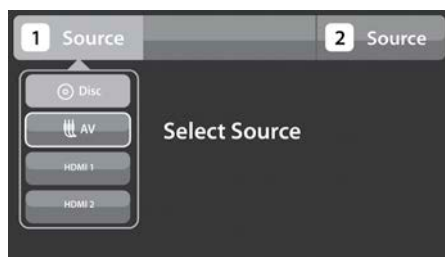 1 Source 2 Source
Disc
AV
Select Source
HDMI 1
HDMI 2